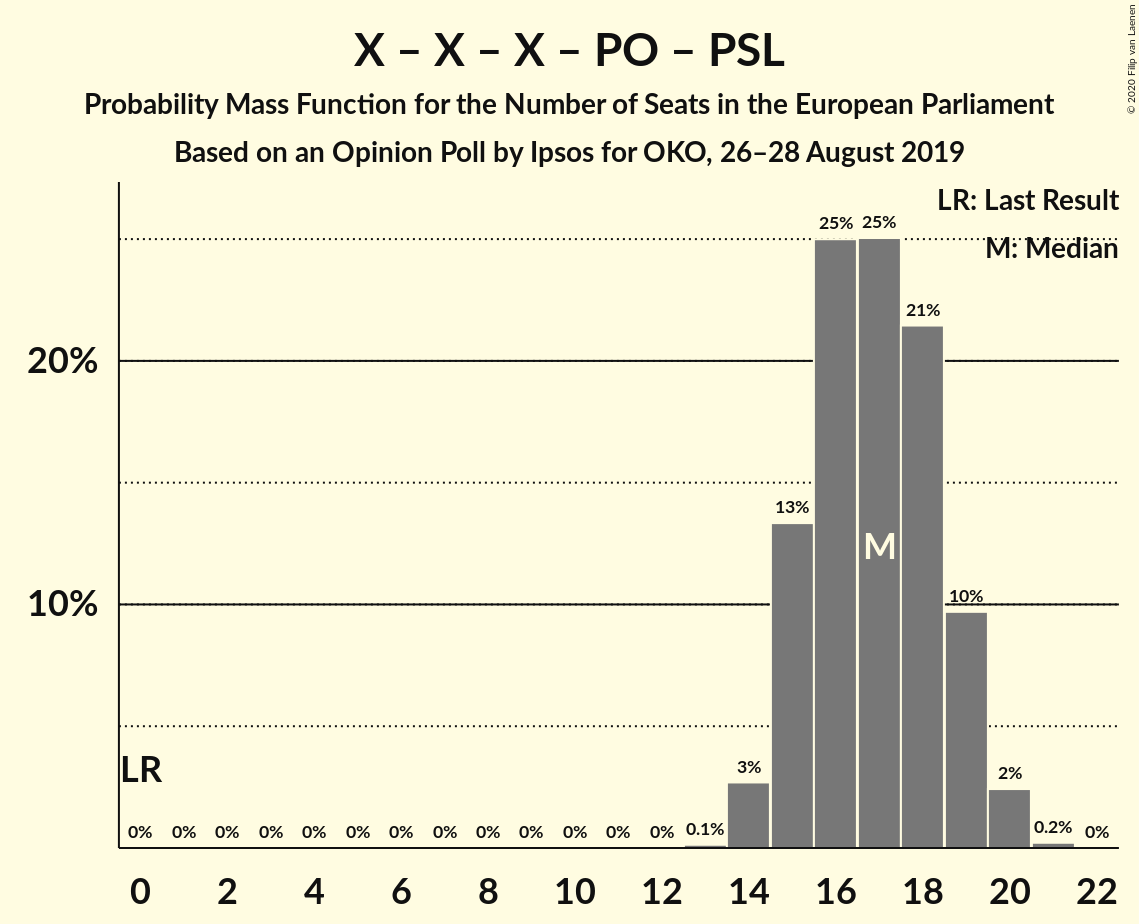 X – X – X – PO – PSL
Probability Mass Function for the Number of Seats in the European Parliament
Based on an Opinion Poll by Ipsos for OKO, 26–28 August 2019
© 2020 Filip van Laenen
LR: Last Result
M: Median
25% 25%
21%
20%
13%
M
10%
10%
LR
3%
2%
0% 0% 0% 0% 0% 0% 0% 0% 0% 0% 0% 0% 0% 0.1% 0.2% 0%
0 2 4 6 8 10 12 14 16 18 20 22